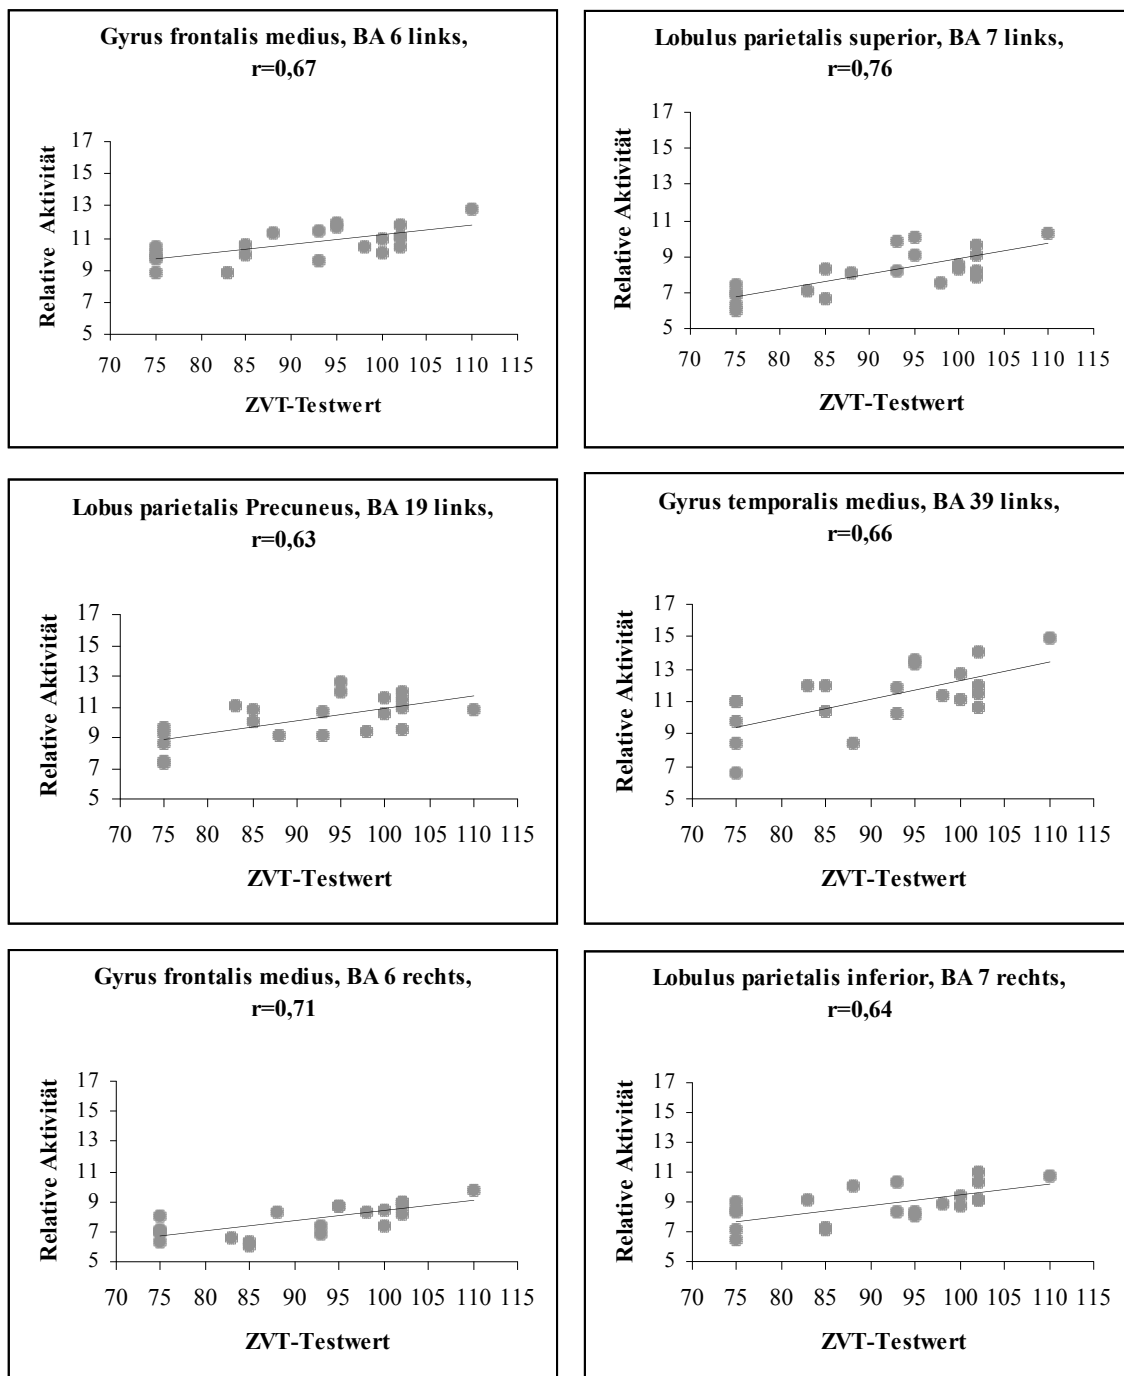 Gyrus frontalis medius, BA 6 links,
r=0,67
Relative Aktivität
17
15
13
11
9
7
5
70 75 80 85 90 95 100 105 110 115
ZVT-Testwert
Lobulus parietalis superior, BA 7 links,
r=0,76
Relative Aktivität
17
15
13
11
9
7
5
70 75 80 85 90 95 100 105 110 115
ZVT-Testwert
Lobus parietalis Precuneus, BA 19 links,
r=0,63
Relative Aktivität
17
15
13
11
9
7
5
70 75 80 85 90 95 100 105 110 115
ZVT-Testwert
Gyrus temporalis medius, BA 39 links,
r=0,66
Relative Aktivität
17
15
13
11
9
7
5
70 75 80 85 90 95 100 105 110 115
ZVT-Testwert
Gyrus frontalis medius, BA 6 rechts,
r=0,71
Relative Aktivität
17
15
13
11
9
7
5
70 75 80 85 90 95 100 105 110 115
ZVT-Testwert
Lobulus parietalis inferior, BA 7 rechts,
r=0,64
Relative Aktivität
17
15
13
11
9
7
5
70 75 80 85 90 95 100 105 110 115
ZVT-Testwert